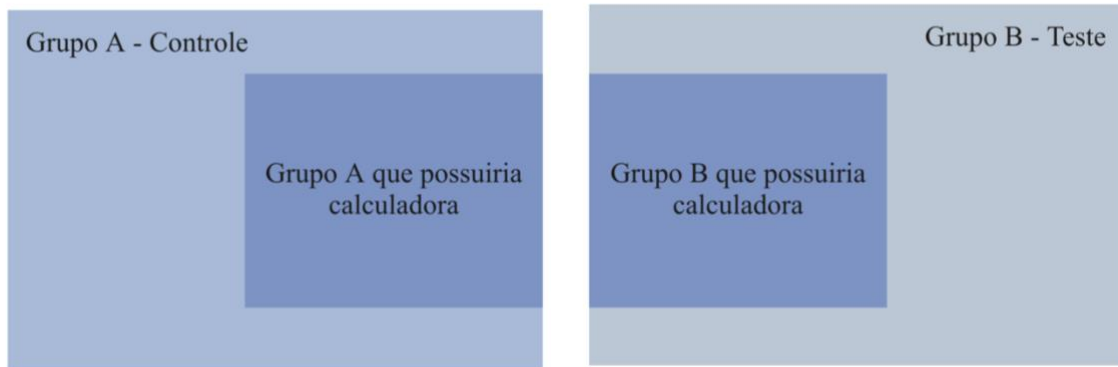 Grupo A - Controle
Grupo B - Teste
Grupo A que possuiria
calculadora
Grupo B que possuiria
calculadora